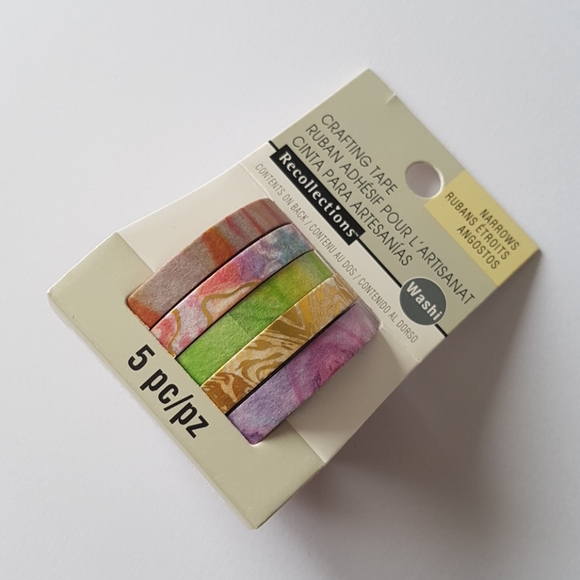 CRAFTING TAPE
RUBAN ADHÉSIF POUR L'ARTISANAT
CINTA PARA ARTESANÍAS
Recollections™
CONTENTS ON BACK / CONTENU AU DOS / CONTENIDO AL DORSO
NARROWS
RUBANS ÉTROITS
ANGOSTOS
Washi
5 pc/pz